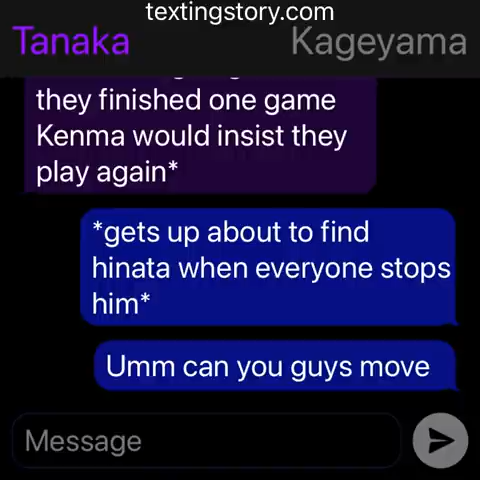 textingstory.com
Tanaka Kageyama
they finished one game
Kenma would insist they
play again*
*gets up about to find
hinata when everyone stops
him*
Umm can you guys move
Message